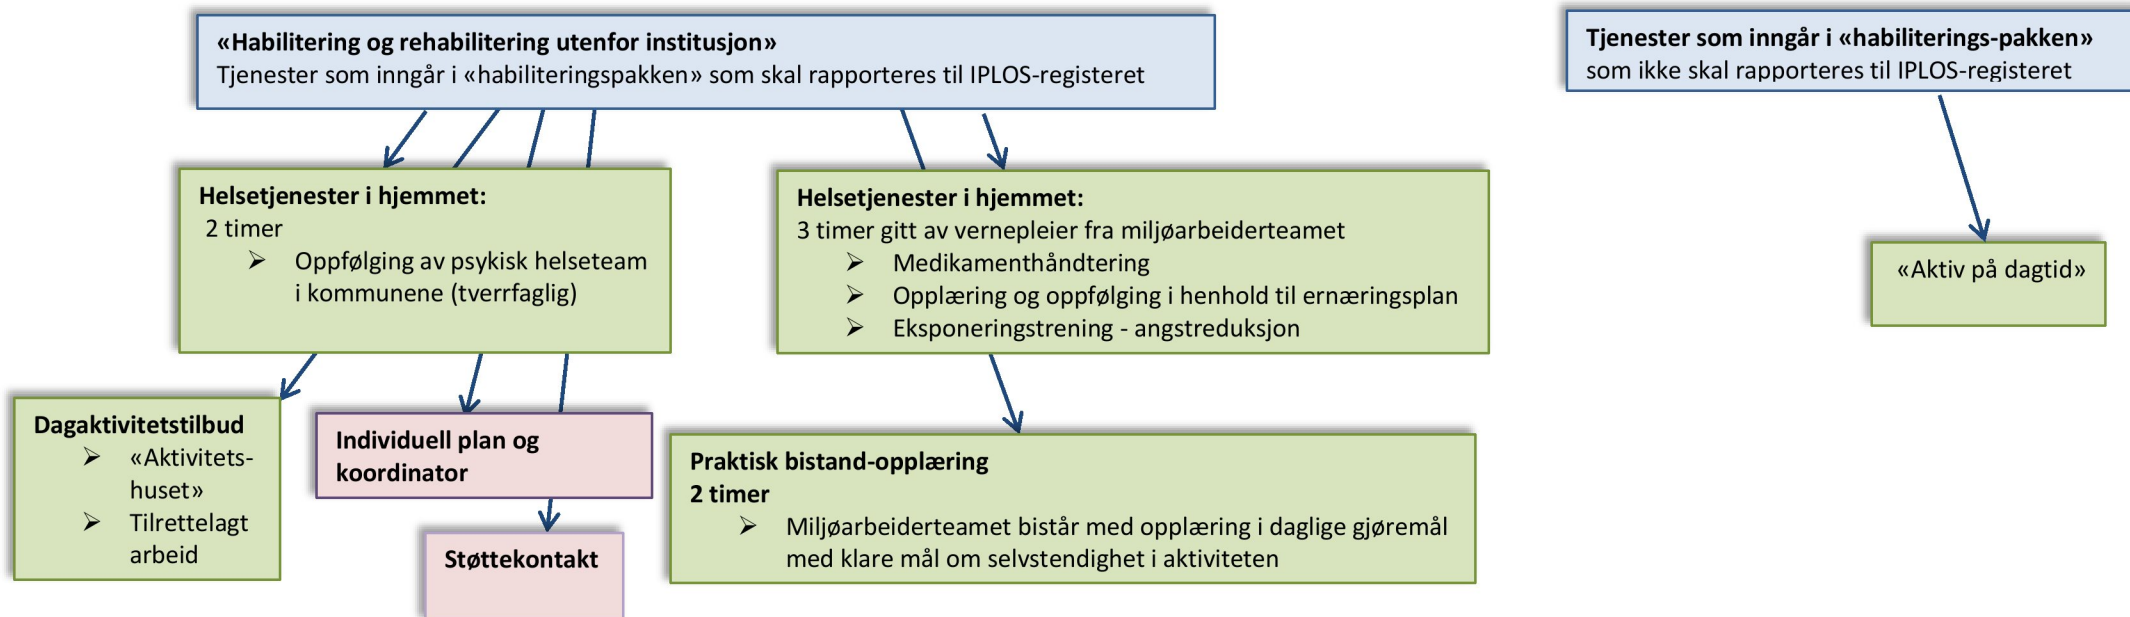 «Habilitering og rehabilitering utenfor institusjon»
Tjenester som inngår i «habiliteringspakken» som skal rapporteres til IPLOS-registeret
Tjenester som inngår i «habiliterings-pakken»
som ikke skal rapporteres til IPLOS-registeret
Helsetjenester i hjemmet:
2 timer
➢ Oppfølging av psykisk helseteam
i kommunene (tverrfaglig)
Helsetjenester i hjemmet:
3 timer gitt av vernepleier fra miljøarbeiderteamet
➢ Medikamenthåndtering
➢ Opplæring og oppfølging i henhold til ernæringsplan
➢ Eksponeringstrening - angstreduksjon
«Aktiv på dagtid»
Dagaktivitetstilbud
➢ «Aktivitets-
huset»
➢ Tilrettelagt
arbeid
Individuell plan og
koordinator
Støttekontakt
Praktisk bistand-opplæring
2 timer
➢ Miljøarbeiderteamet bistår med opplæring i daglige gjøremål
med klare mål om selvstendighet i aktiviteten